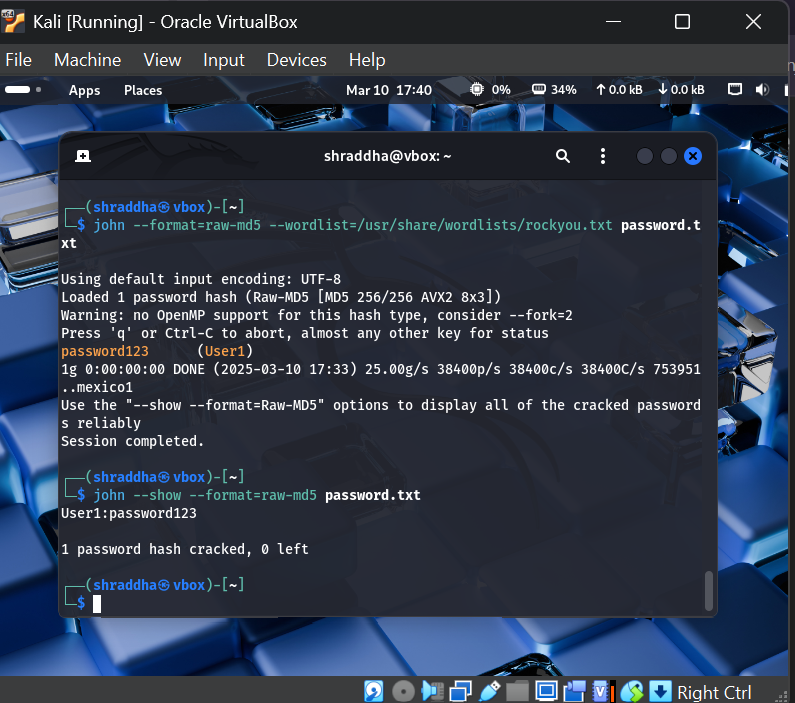 Kali [Running] - Oracle VirtualBox
File Machine View Input Devices Help
Apps Places Mar 10 17:40 0% 34% ↑0.0 kB ↓0.0 kB
shraddha@vbox: ~
┌──(shraddha㉿vbox)-[~]
└─$ john --format=raw-md5 --wordlist=/usr/share/wordlists/rockyou.txt password.t
xt
Using default input encoding: UTF-8
Loaded 1 password hash (Raw-MD5 [MD5 256/256 AVX2 8x3])
Warning: no OpenMP support for this hash type, consider --fork=2
Press 'q' or Ctrl-C to abort, almost any other key for status
password123      (User1)
1g 0:00:00:00 DONE (2025-03-10 17:33) 25.00g/s 38400p/s 38400c/s 38400C/s 753951
..mexico1
Use the "--show --format=Raw-MD5" options to display all of the cracked password
s reliably
Session completed.
┌──(shraddha㉿vbox)-[~]
└─$ john --show --format=raw-md5 password.txt
User1:password123
1 password hash cracked, 0 left
┌──(shraddha㉿vbox)-[~]
└─$
Right Ctrl